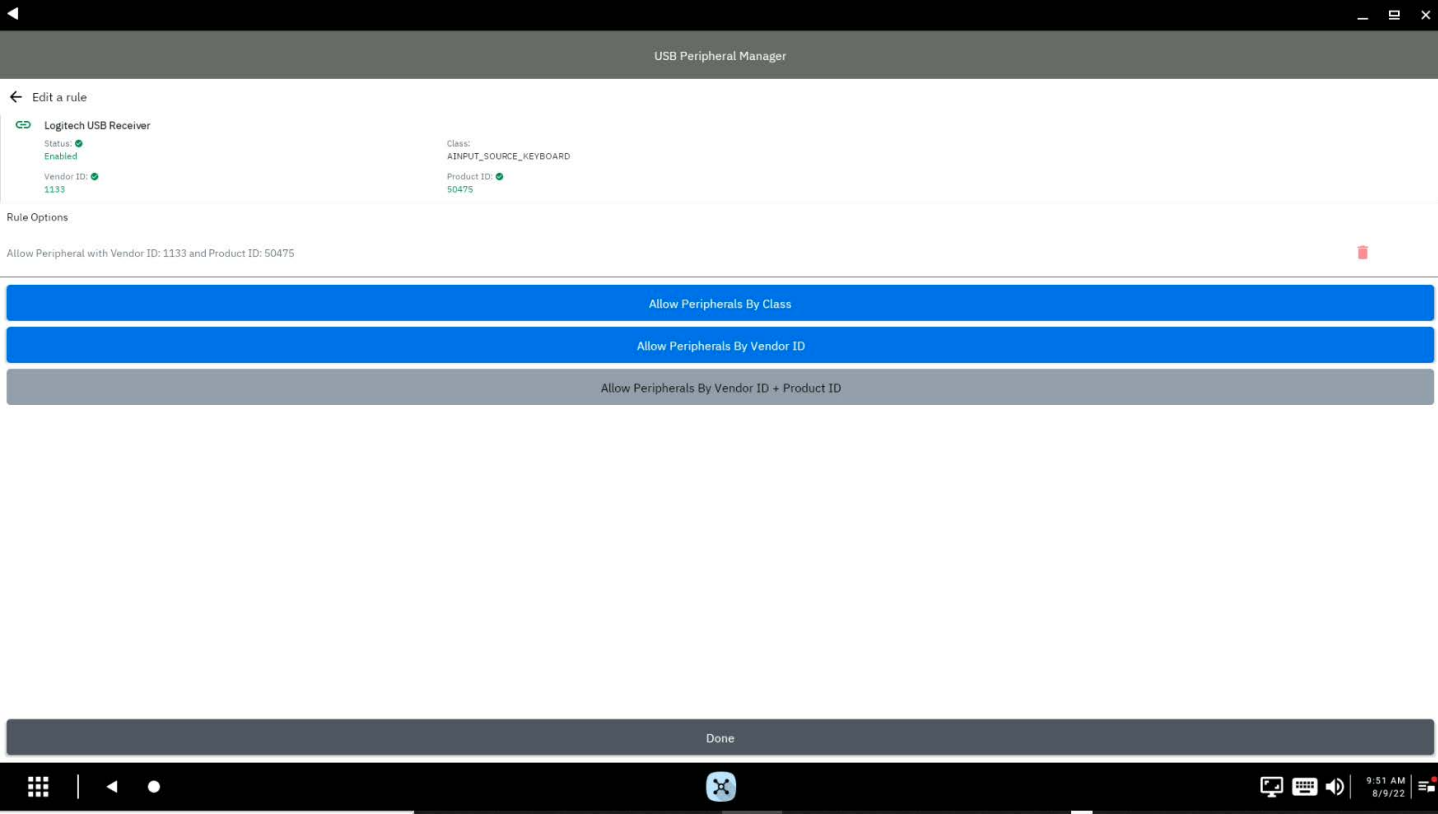 USB Peripheral Manager
Edit a rule
Logitech USB Receiver
Status:
Enabled
Class:
AINPUT_SOURCE_KEYBOARD
Vendor ID:
1133
Product ID:
50475
Rule Options
Allow Peripheral with Vendor ID: 1133 and Product ID: 50475
Allow Peripherals By Class
Allow Peripherals By Vendor ID
Allow Peripherals By Vendor ID + Product ID
Done
9:51 AM
8/9/22